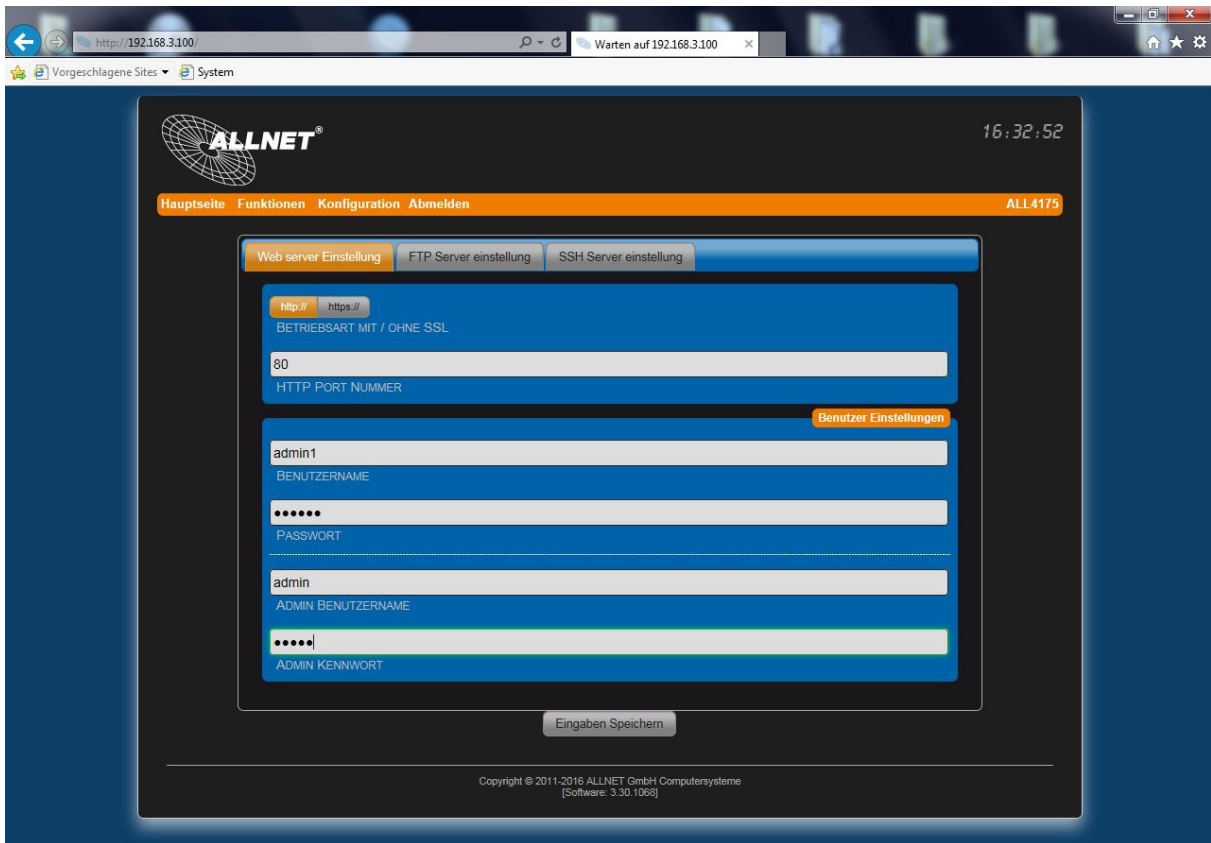 http://192.168.3.100/
Warten auf 192.168.3.100
Vorgeschlagene Sites
System
ALLNET®
16:32:52
Hauptseite Funktionen Konfiguration Abmelden
ALL4175
Web server Einstellung
FTP Server einstellung
SSH Server einstellung
http://
https://
BETRIEBSART MIT / OHNE SSL
80
HTTP PORT NUMMER
Benutzer Einstellungen
admin1
BENUTZERNAME
••••••
PASSWORT
admin
ADMIN BENUTZERNAME
•••••
ADMIN KENNWORT
Eingaben Speichern
Copyright © 2011-2016 ALLNET GmbH Computersysteme
[Software: 3.30.1068]